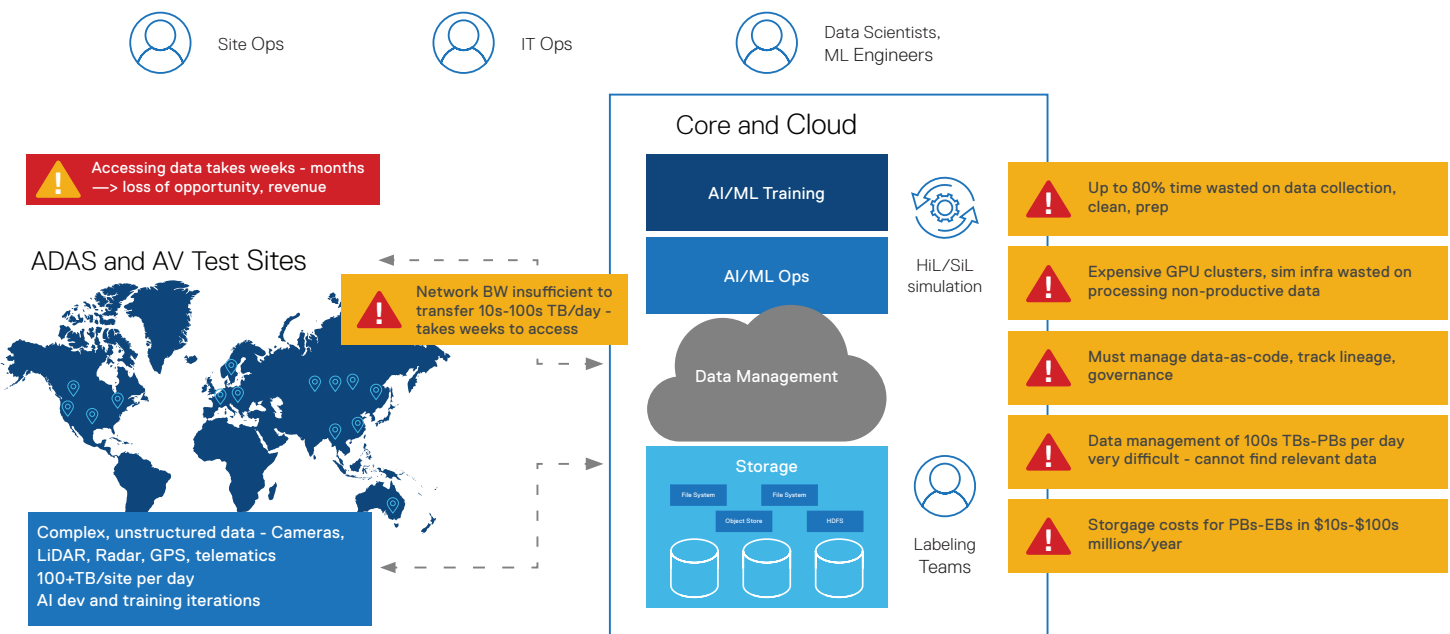 Site Ops
IT Ops
Data Scientists,
ML Engineers
Accessing data takes weeks - months
—> loss of opportunity, revenue
ADAS and AV Test Sites
Network BW insufficient to
transfer 10s-100s TB/day -
takes weeks to access
Complex, unstructured data - Cameras,
LiDAR, Radar, GPS, telematics
100+TB/site per day
AI dev and training iterations
Core and Cloud
AI/ML Training
AI/ML Ops
Data Management
Storage
File System
File System
Object Store
HDFS
HiL/SiL
simulation
Labeling
Teams
Up to 80% time wasted on data collection,
clean, prep
Expensive GPU clusters, sim infra wasted on
processing non-productive data
Must manage data-as-code, track lineage,
governance
Data management of 100s TBs-PBs per day
very difficult - cannot find relevant data
Storgage costs for PBs-EBs in $10s-$100s
millions/year